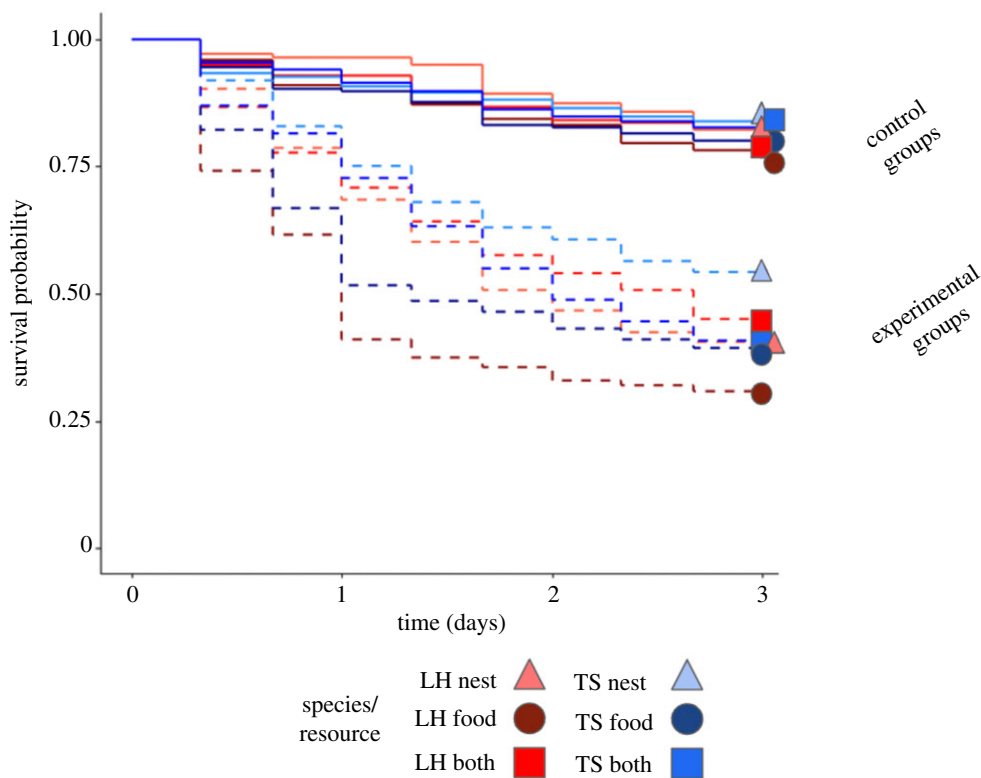 1.00
0.75
0.50
0.25
0
survival probability
control
groups
experimental
groups
0 1 2 3
time (days)
species/
resource
LH nest TS nest
LH food TS food
LH both TS both